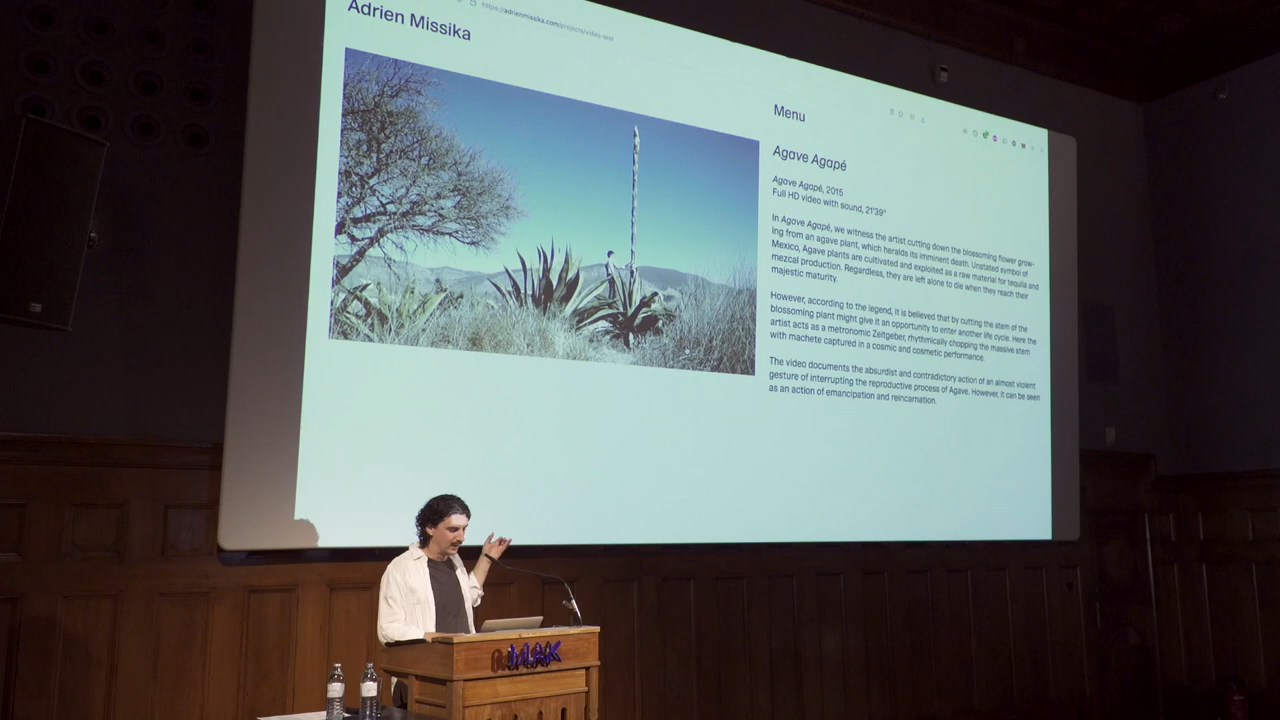 https://adrienmissika.com/projects/video-text
Adrien Missika
Menu
Agave Agapé
Agave Agapé, 2015
Full HD video with sound, 21'39"
In Agave Agapé, we witness the artist cutting down the blossoming flower grow-
ing from an agave plant, which heralds its imminent death. Unstated symbol of
Mexico, Agave plants are cultivated and exploited as a raw material for tequila and
mezcal production. Regardless, they are left alone to die when they reach their
majestic maturity.
However, according to the legend, it is believed that by cutting the stem of the
blossoming plant might give it an opportunity to enter another life cycle. Here the
artist acts as a metronomic Zeitgeber, rhythmically chopping the massive stem
with machete captured in a cosmic and cosmetic performance.
The video documents the absurdist and contradictory action of an almost violent
gesture of interrupting the reproductive process of Agave. However, it can be seen
as an action of emancipation and reincarnation.
MAK